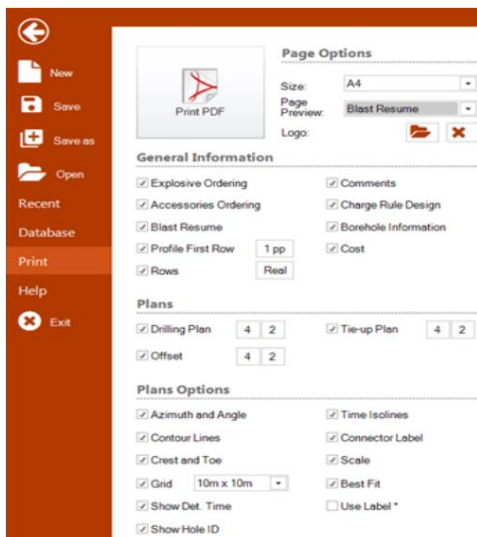 New
Save
Save as
Open
Recent
Database
Print
Help
Exit
Print PDF
Page Options
Size: A4
Page Preview: Blast Resume
Logo:
General Information
Explosive Ordering Comments
Accessories Ordering Charge Rule Design
Blast Resume Borehole Information
Profile First Row 1 pp Cost
Rows Real
Plans
Drilling Plan 4 2 Tie-up Plan 4 2
Offset 4 2
Plans Options
Azimuth and Angle Time Isolines
Contour Lines Connector Label
Crest and Toe Scale
Grid 10m x 10m Best Fit
Show Det. Time Use Label *
Show Hole ID